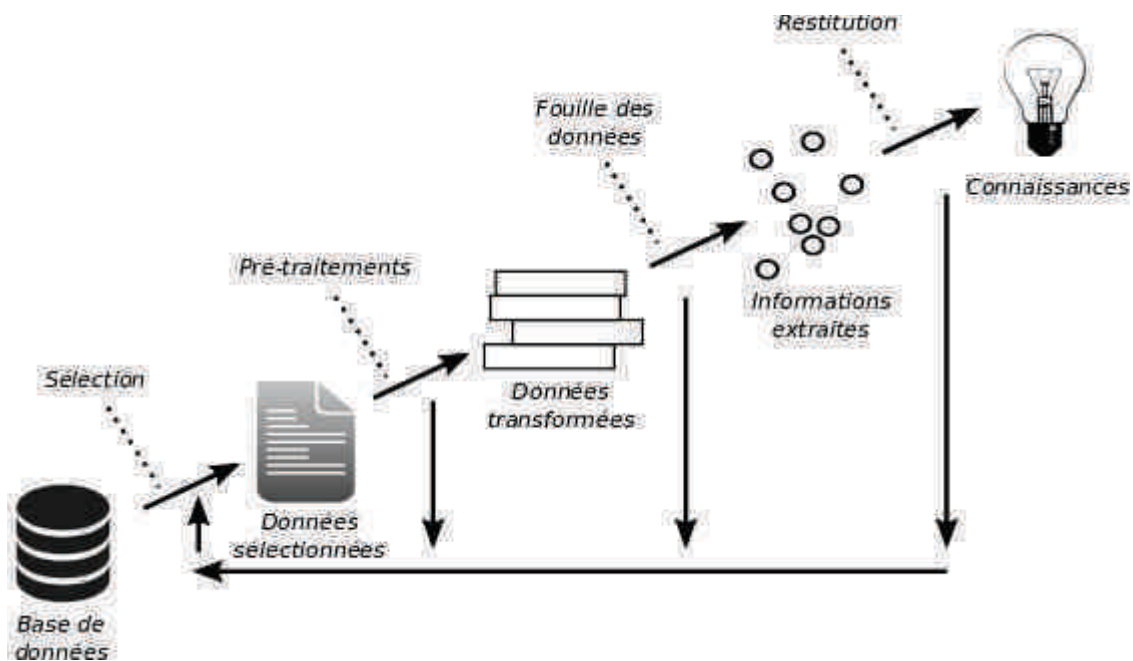 Restitution
Fouille des
données
Connaissances
Pré-traitements
Informations
extraites
Sélection
Données
transformées
Données
sélectionnées
Base de
données